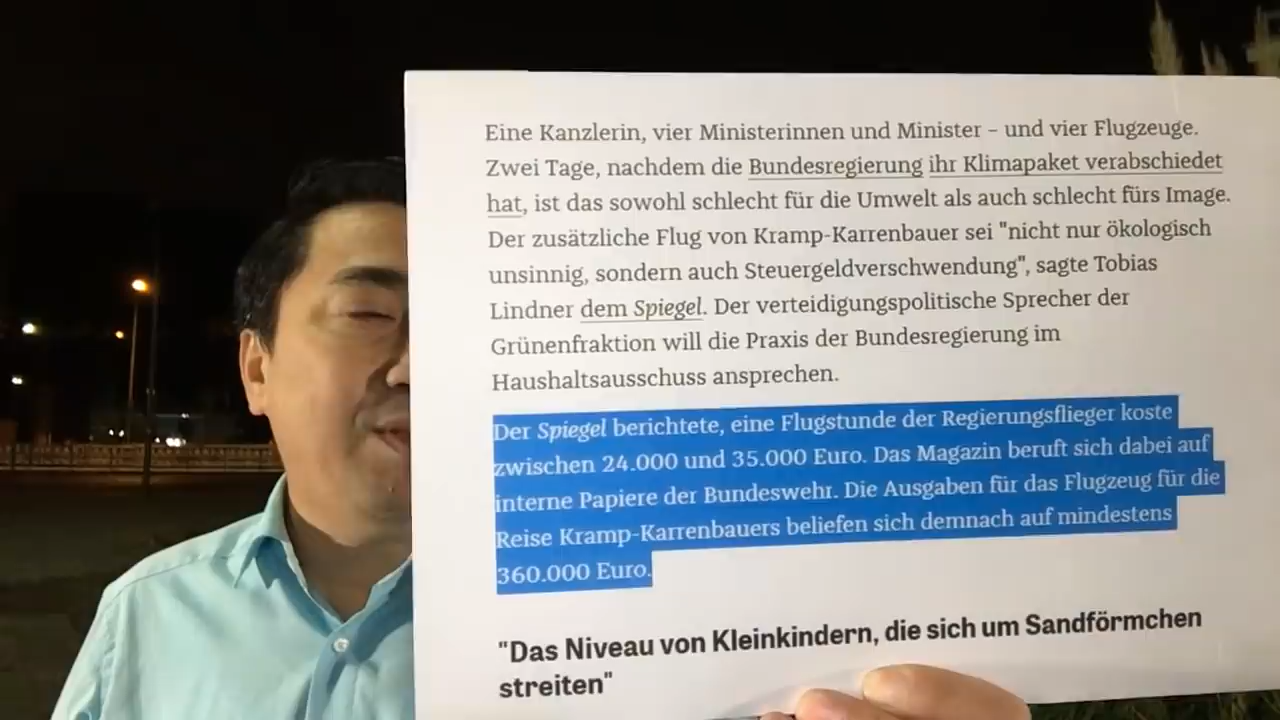 Eine Kanzlerin, vier Ministerinnen und Minister – und vier Flugzeuge.
Zwei Tage, nachdem die Bundesregierung ihr Klimapaket verabschiedet
hat, ist das sowohl schlecht für die Umwelt als auch schlecht fürs Image.
Der zusätzliche Flug von Kramp-Karrenbauer sei "nicht nur ökologisch
unsinnig, sondern auch Steuergeldverschwendung", sagte Tobias
Lindner dem Spiegel. Der verteidigungspolitische Sprecher der
Grünenfraktion will die Praxis der Bundesregierung im
Haushaltsausschuss ansprechen.
Der Spiegel berichtete, eine Flugstunde der Regierungsflieger koste
zwischen 24.000 und 35.000 Euro. Das Magazin beruft sich dabei auf
interne Papiere der Bundeswehr. Die Ausgaben für das Flugzeug für die
Reise Kramp-Karrenbauers beliefen sich demnach auf mindestens
360.000 Euro.
"Das Niveau von Kleinkindern, die sich um Sandförmchen
streiten"